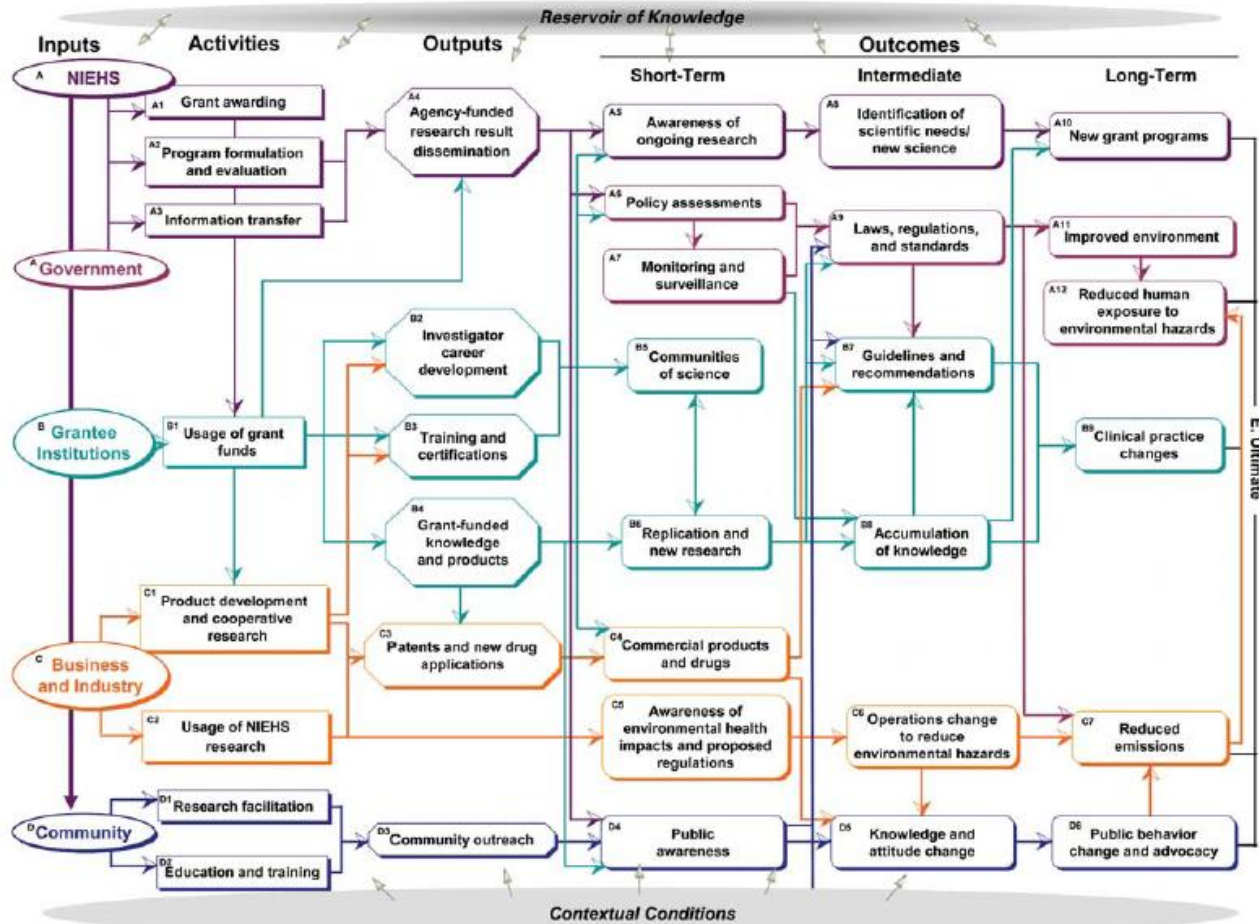 Reservoir of Knowledge
Inputs
Activities
Outputs
Outcomes
Short-Term
Intermediate
Long-Term
A
NIEHS
A1
Grant awarding
A2
Program formulation
and evaluation
A3
Information transfer
A4
Agency-funded
research result
dissemination
A5
Awareness of
ongoing research
A8
Identification of
scientific needs/
new science
A10
New grant programs
A
Government
A6
Policy assessments
A7
Monitoring and
surveillance
A9
Laws, regulations,
and standards
A11
Improved environment
A12
Reduced human
exposure to
environmental hazards
B
Grantee
Institutions
B1
Usage of grant
funds
B2
Investigator
career
development
B3
Training and
certifications
B4
Grant-funded
knowledge
and products
B5
Communities
of science
B6
Replication and
new research
B7
Guidelines and
recommendations
B8
Accumulation
of knowledge
B9
Clinical practice
changes
E. Ultimate
C
Business
and Industry
C1
Product development
and cooperative
research
C2
Usage of NIEHS
research
C3
Patents and new drug
applications
C4
Commercial products
and drugs
C5
Awareness of
environmental health
impacts and proposed
regulations
C6
Operations change
to reduce
environmental hazards
C7
Reduced
emissions
D
Community
D1
Research facilitation
D2
Education and training
D3
Community outreach
D4
Public
awareness
D5
Knowledge and
attitude change
D6
Public behavior
change and advocacy
Contextual Conditions